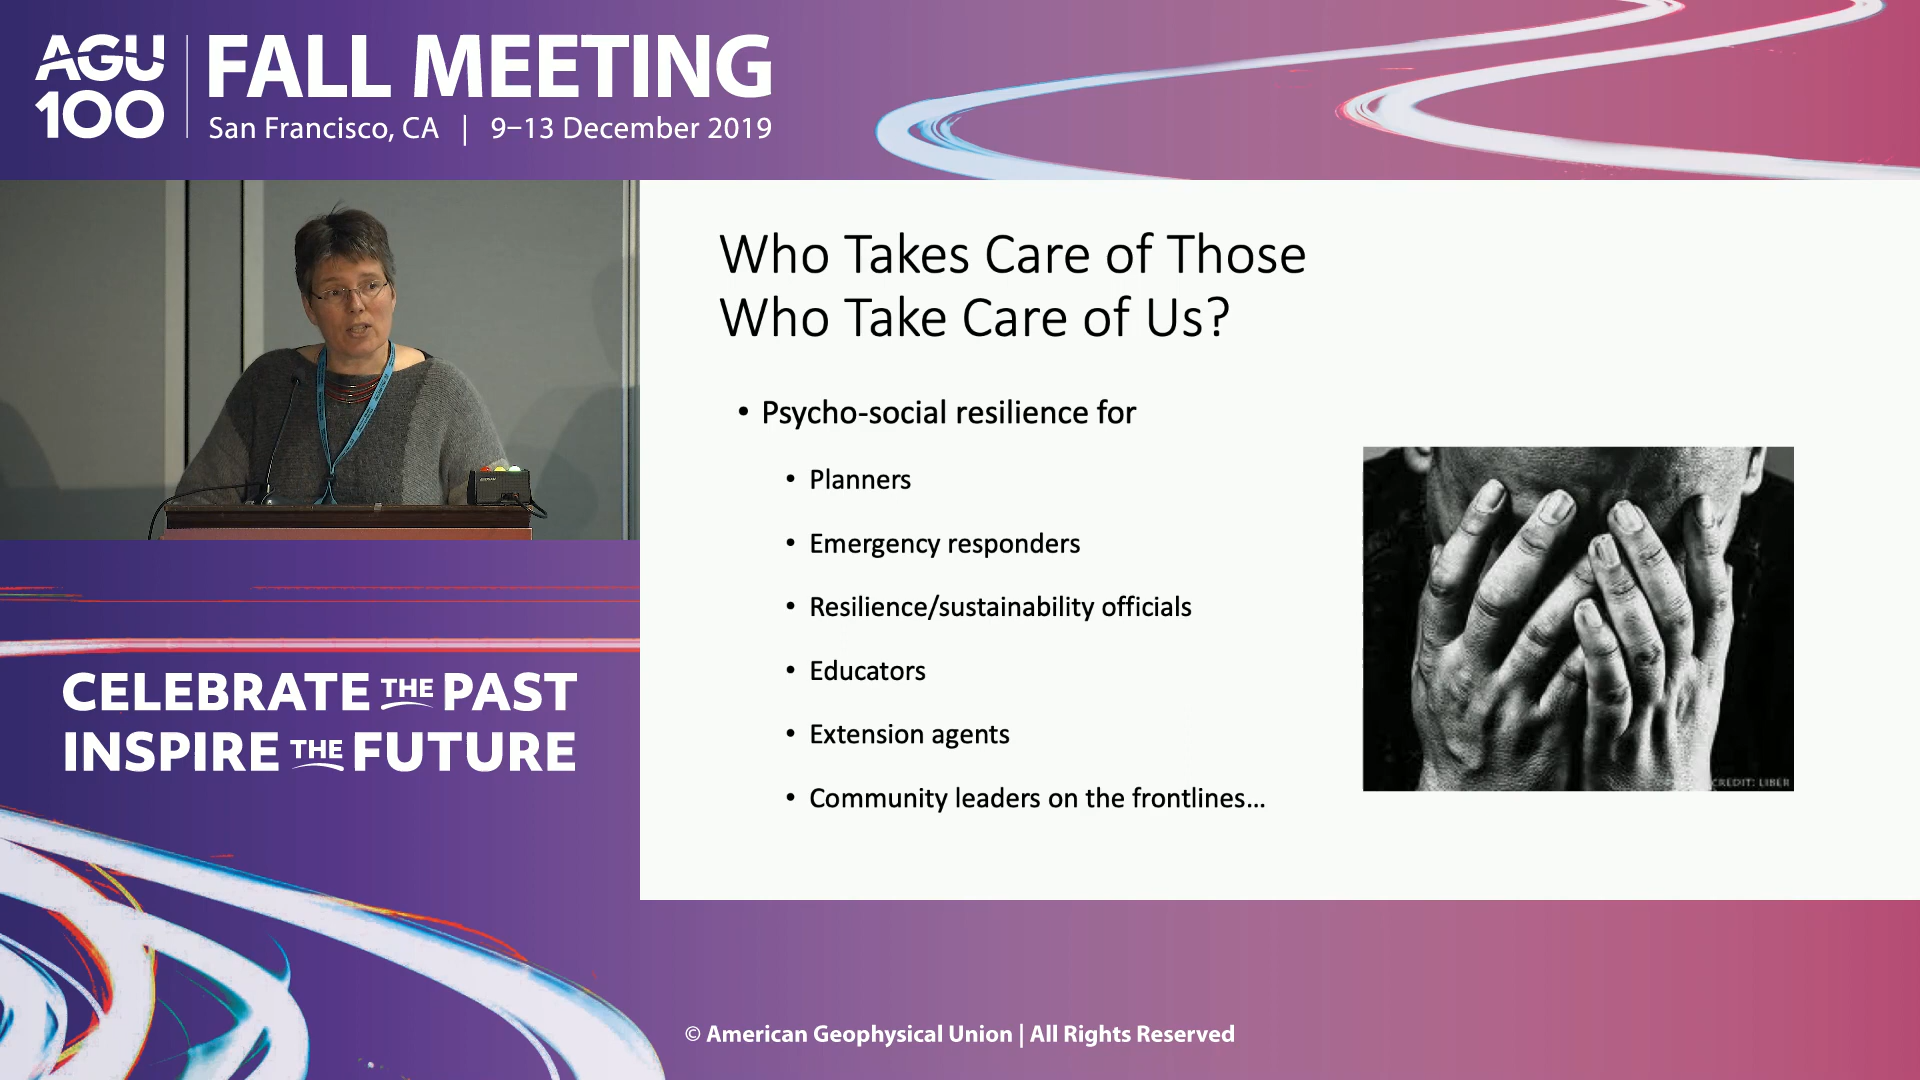 AGU
100
FALL MEETING
San Francisco, CA | 9–13 December 2019
Who Takes Care of Those
Who Take Care of Us?
• Psycho-social resilience for
• Planners
• Emergency responders
• Resilience/sustainability officials
• Educators
• Extension agents
• Community leaders on the frontlines...
CREDIT: LIBER
CELEBRATE THE PAST
INSPIRE THE FUTURE
© American Geophysical Union | All Rights Reserved